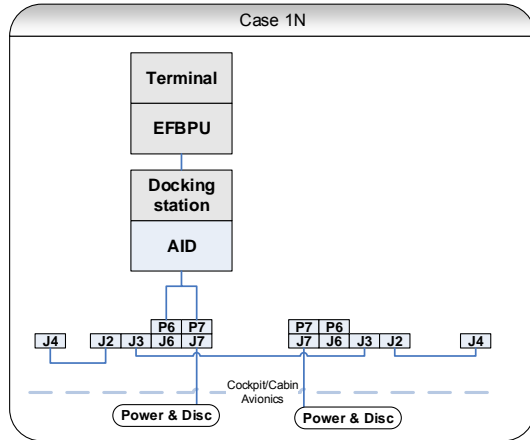 Case 1N
Terminal
EFBPU
Docking
station
AID
P6 P7 P7 P6
J4 J2 J3 J6 J7 J7 J6 J3 J2 J4
Cockpit/Cabin
Avionics
Power & Disc Power & Disc